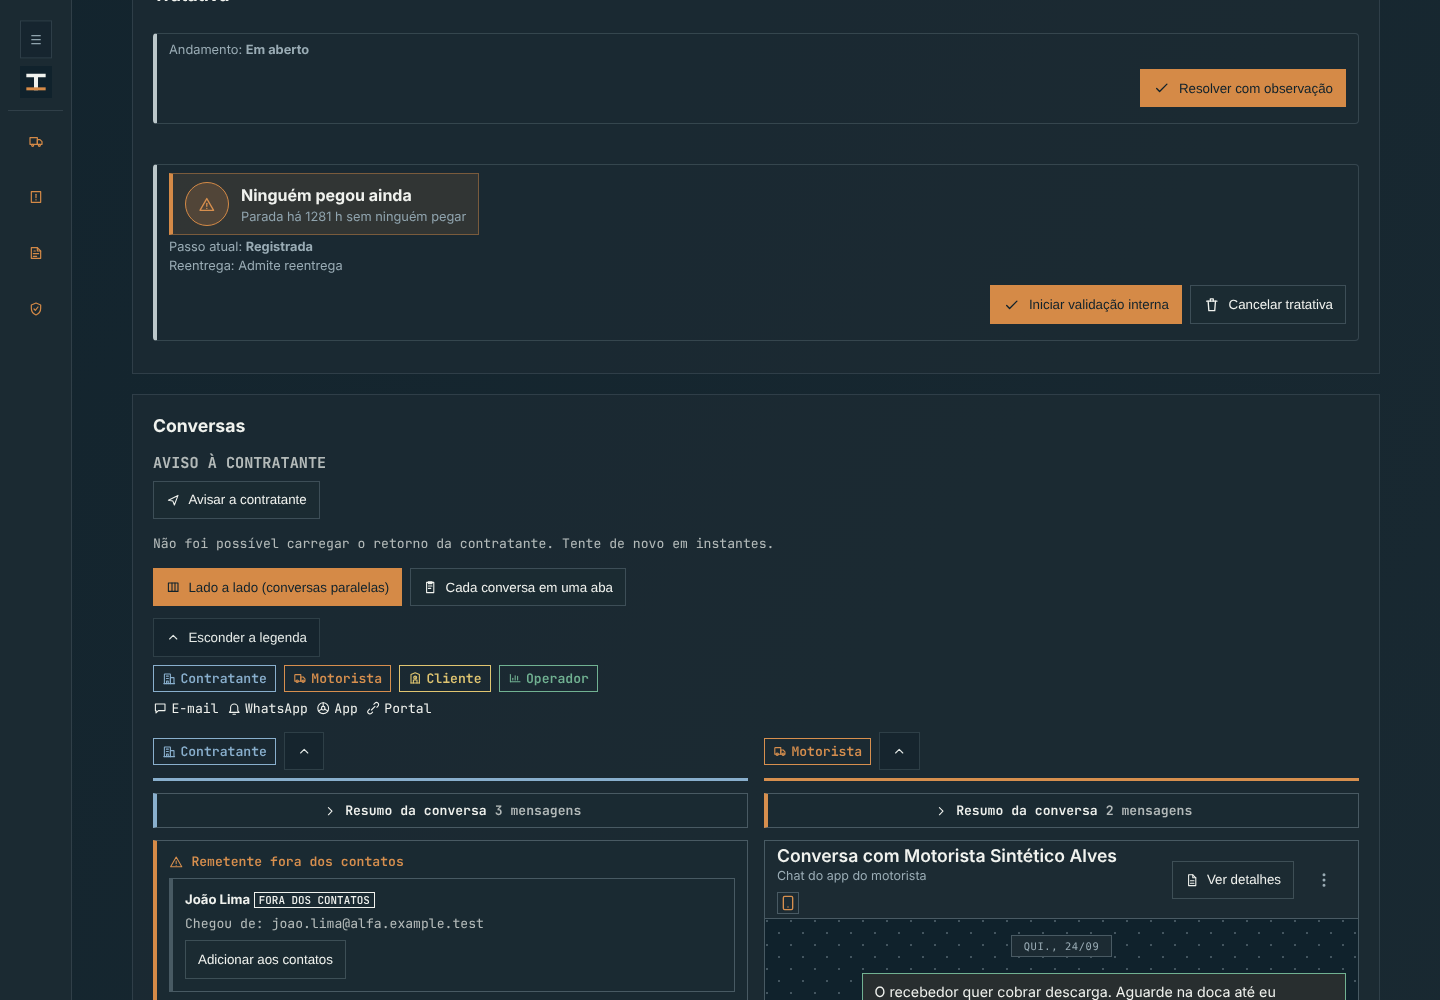 Andamento: Em aberto
Resolver com observação
Ninguém pegou ainda
Parada há 1281 h sem ninguém pegar
Passo atual: Registrada
Reentrega: Admite reentrega
Iniciar validação interna
Cancelar tratativa
Conversas
AVISO À CONTRATANTE
Avisar a contratante
Não foi possível carregar o retorno da contratante. Tente de novo em instantes.
Lado a lado (conversas paralelas)
Cada conversa em uma aba
Esconder a legenda
Contratante
Motorista
Cliente
Operador
E-mail
WhatsApp
App
Portal
Contratante
Motorista
Resumo da conversa 3 mensagens
Resumo da conversa 2 mensagens
Remetente fora dos contatos
João Lima FORA DOS CONTATOS
Chegou de: joao.lima@alfa.example.test
Adicionar aos contatos
Conversa com Motorista Sintético Alves
Chat do app do motorista
Ver detalhes
QUI., 24/09
O recebedor quer cobrar descarga. Aguarde na doca até eu